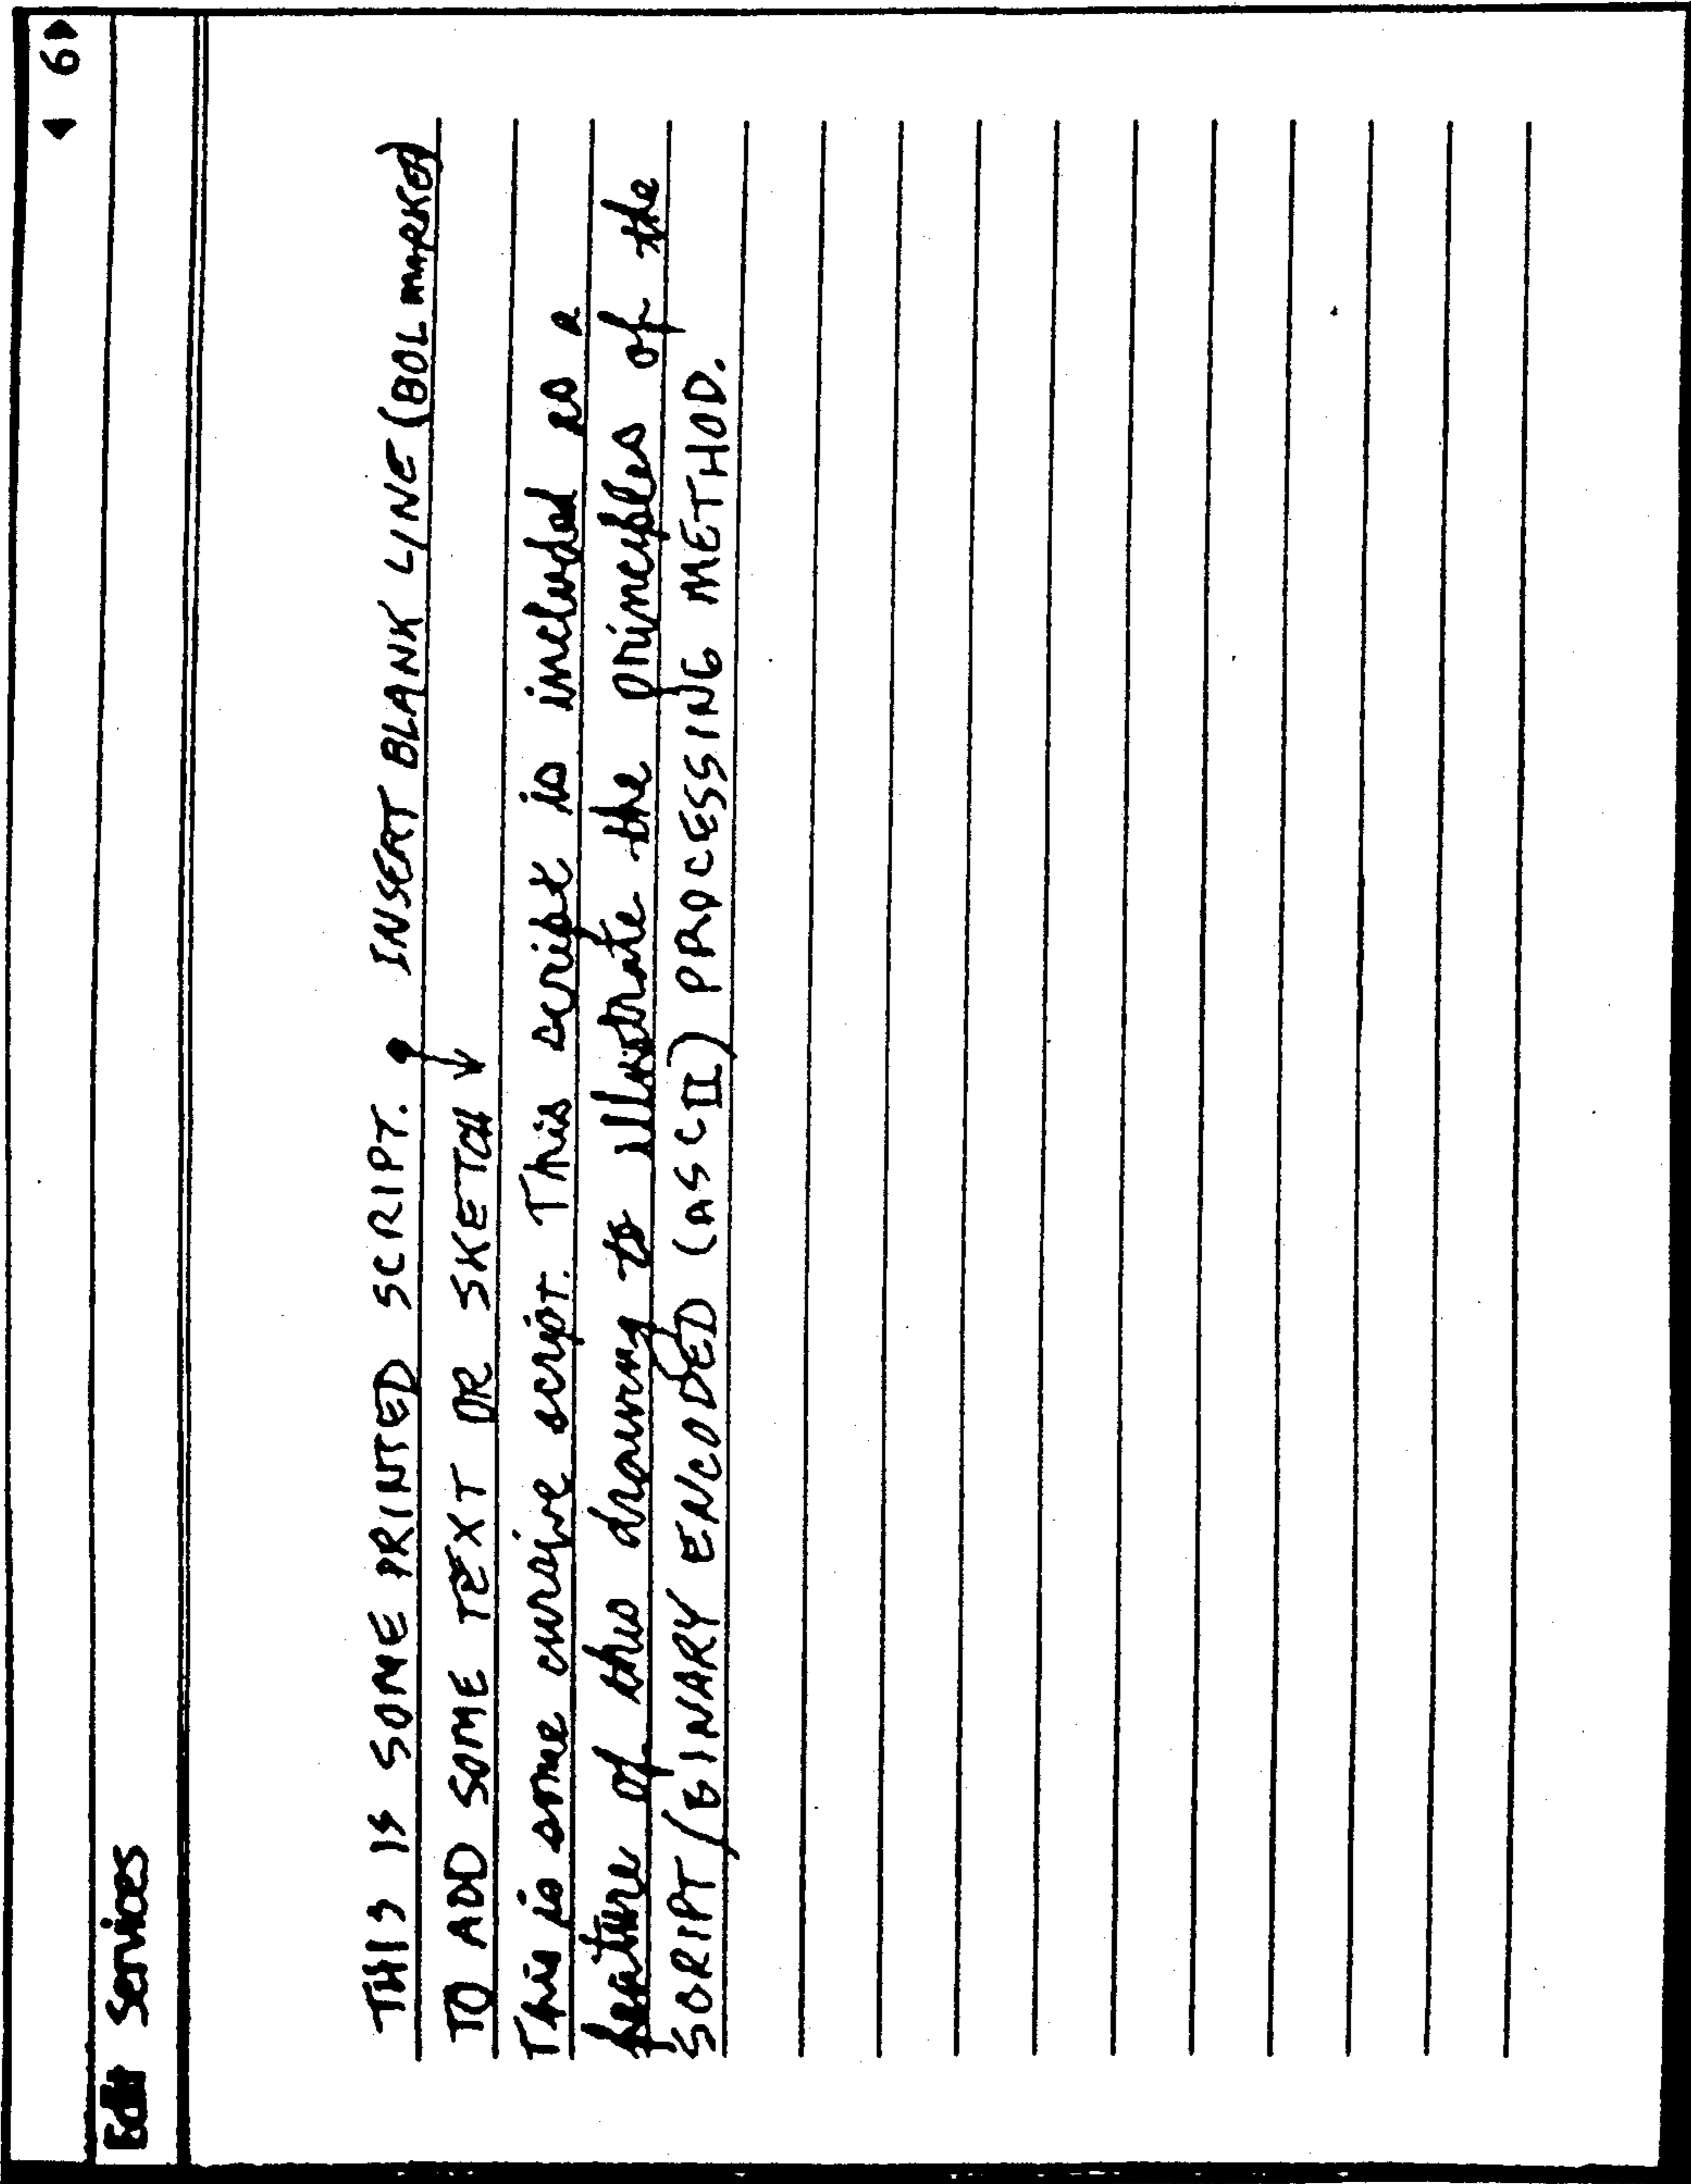 ◀ 6▶
Edit Services
THIS IS SOME PRINTED SCRIPT. INSERT BLANK LINE (BOL MARKED)
TO ADD SOME TEXT OR SKETCH
This is some cursive script. This script is included as a
feature of this drawing to illustrate the principles of the
SCRIPT/BINARY ENCODED (ASCII) PROCESSING METHOD.